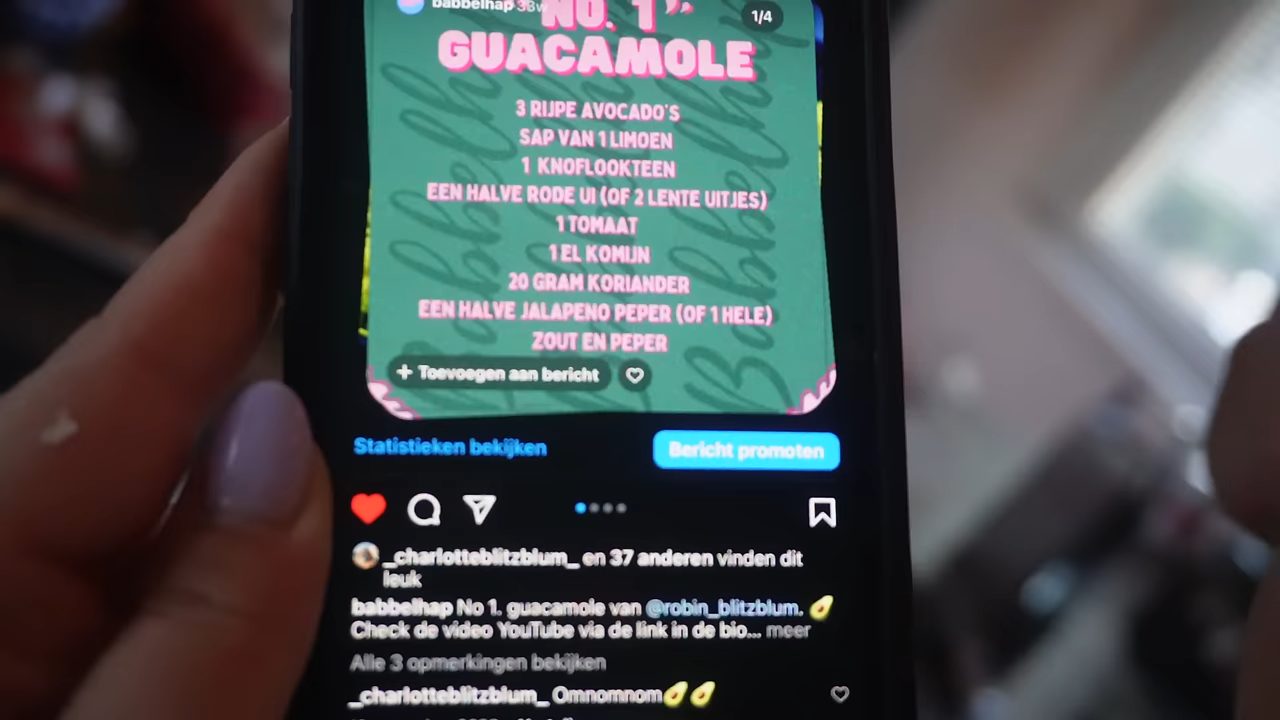 babbelhap 38w
1/4
NO. 1
GUACAMOLE
3 RIJPE AVOCADO'S
SAP VAN 1 LIMOEN
1 KNOFLOOKTEEN
EEN HALVE RODE UI (OF 2 LENTE UITJES)
1 TOMAAT
1 EL KOMIJN
20 GRAM KORIANDER
EEN HALVE JALAPENO PEPER (OF 1 HELE)
ZOUT EN PEPER
+ Toevoegen aan bericht
Statistieken bekijken
Bericht promoten
_charlotteblitzblum_ en 37 anderen vinden dit
leuk
babbelhap No 1. guacamole van @robin_blitzblum. 🥑
Check de video YouTube via de link in de bio... meer
Alle 3 opmerkingen bekijken
_charlotteblitzblum_ Omnomnom🥑🥑